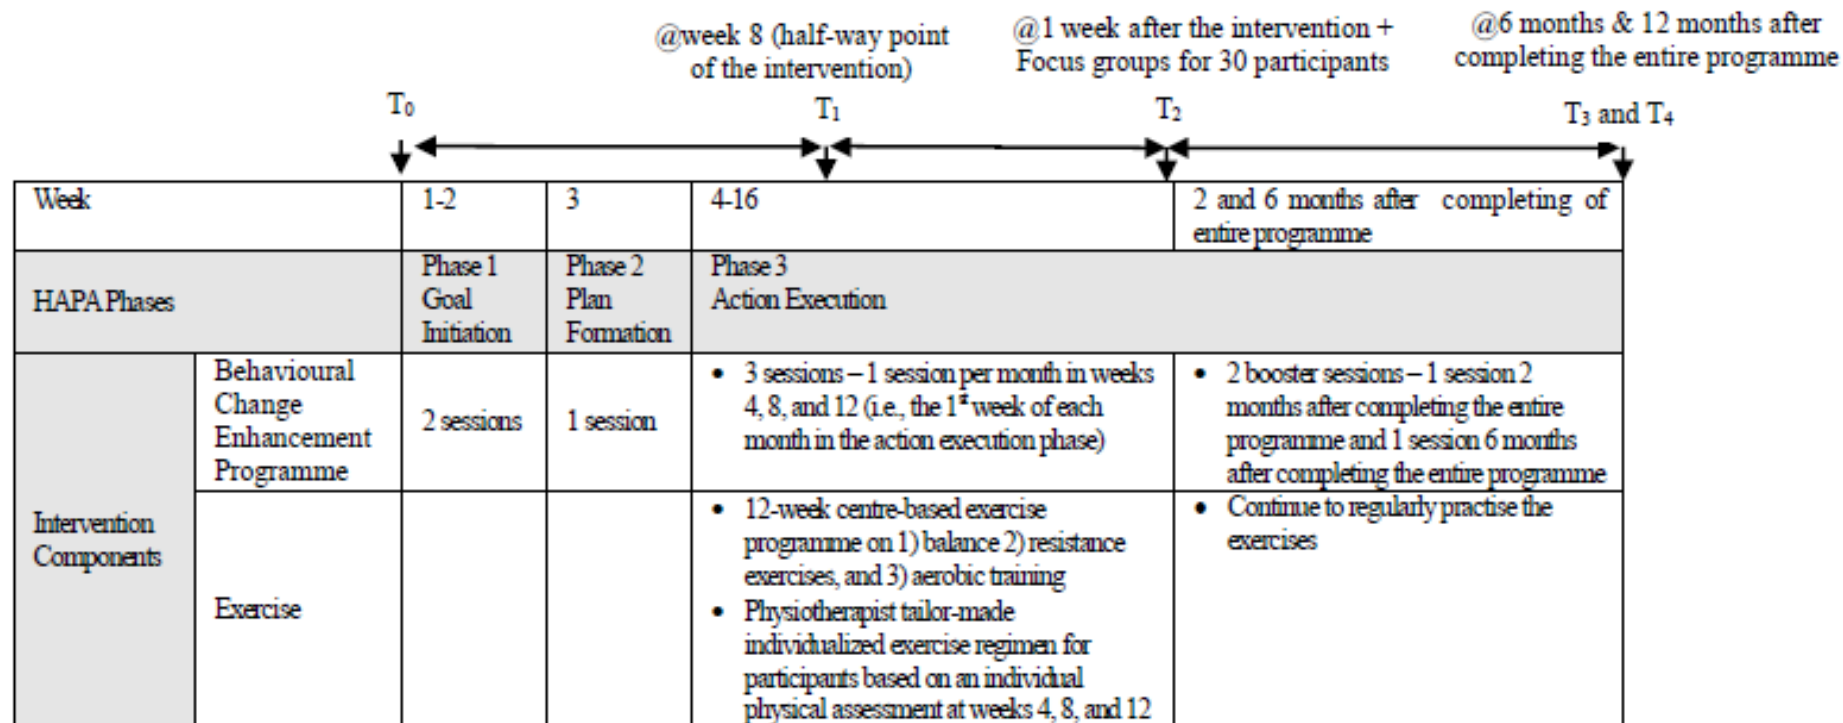 @week 8 (half-way point
of the intervention)
@1 week after the intervention +
Focus groups for 30 participants
@6 months & 12 months after
completing the entire programme
T₀
T₁
T₂
T₃ and T₄
Week
1-2
3
4-16
2 and 6 months after completing of
entire programme
HAPA Phases
Phase 1
Goal
Initiation
Phase 2
Plan
Formation
Phase 3
Action Execution
Intervention
Components
Behavioural
Change
Enhancement
Programme
2 sessions
1 session
• 3 sessions – 1 session per month in weeks
4, 8, and 12 (i.e., the 1st week of each
month in the action execution phase)
• 2 booster sessions – 1 session 2
months after completing the entire
programme and 1 session 6 months
after completing the entire programme
Exercise
• 12-week centre-based exercise
programme on 1) balance 2) resistance
exercises, and 3) aerobic training
• Physiotherapist tailor-made
individualized exercise regimen for
participants based on an individual
physical assessment at weeks 4, 8, and 12
• Continue to regularly practise the
exercises